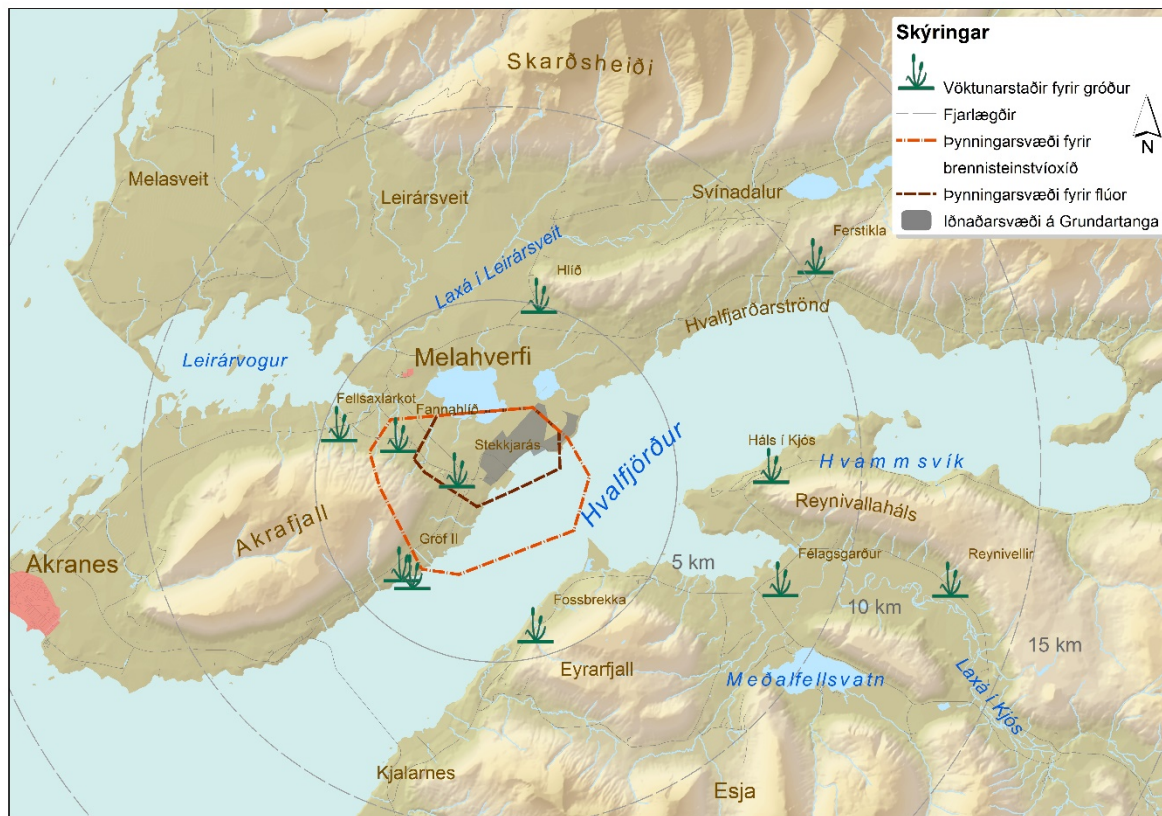 Skarðsheiði
Skýringar
Vöktunarstaðir fyrir gróður
Fjarlægðir
Þynningarsvæði fyrir
brennisteinstvíoxíð
Þynningarsvæði fyrir flúor
Iðnaðarsvæði á Grundartanga
N
Melasveit
Leirársveit
Svínadalur
Ferstikla
Hlíð
Laxá í Leirársveit
Hvalfjarðarströnd
Leirárvogur
Melahverfi
Fellsaxlarkot
Fannahlíð
Stekkjarás
Hvalfjörður
Háls í Kjós
Hvammsvík
Reynivallaháls
Akrafjall
Gröf II
Akranes
5 km
Félagsgarður
Reynivellir
Fossbrekka
10 km
15 km
Eyrarfjall
Meðalfellsvatn
Laxá í Kjós
Kjalarnes
Esja